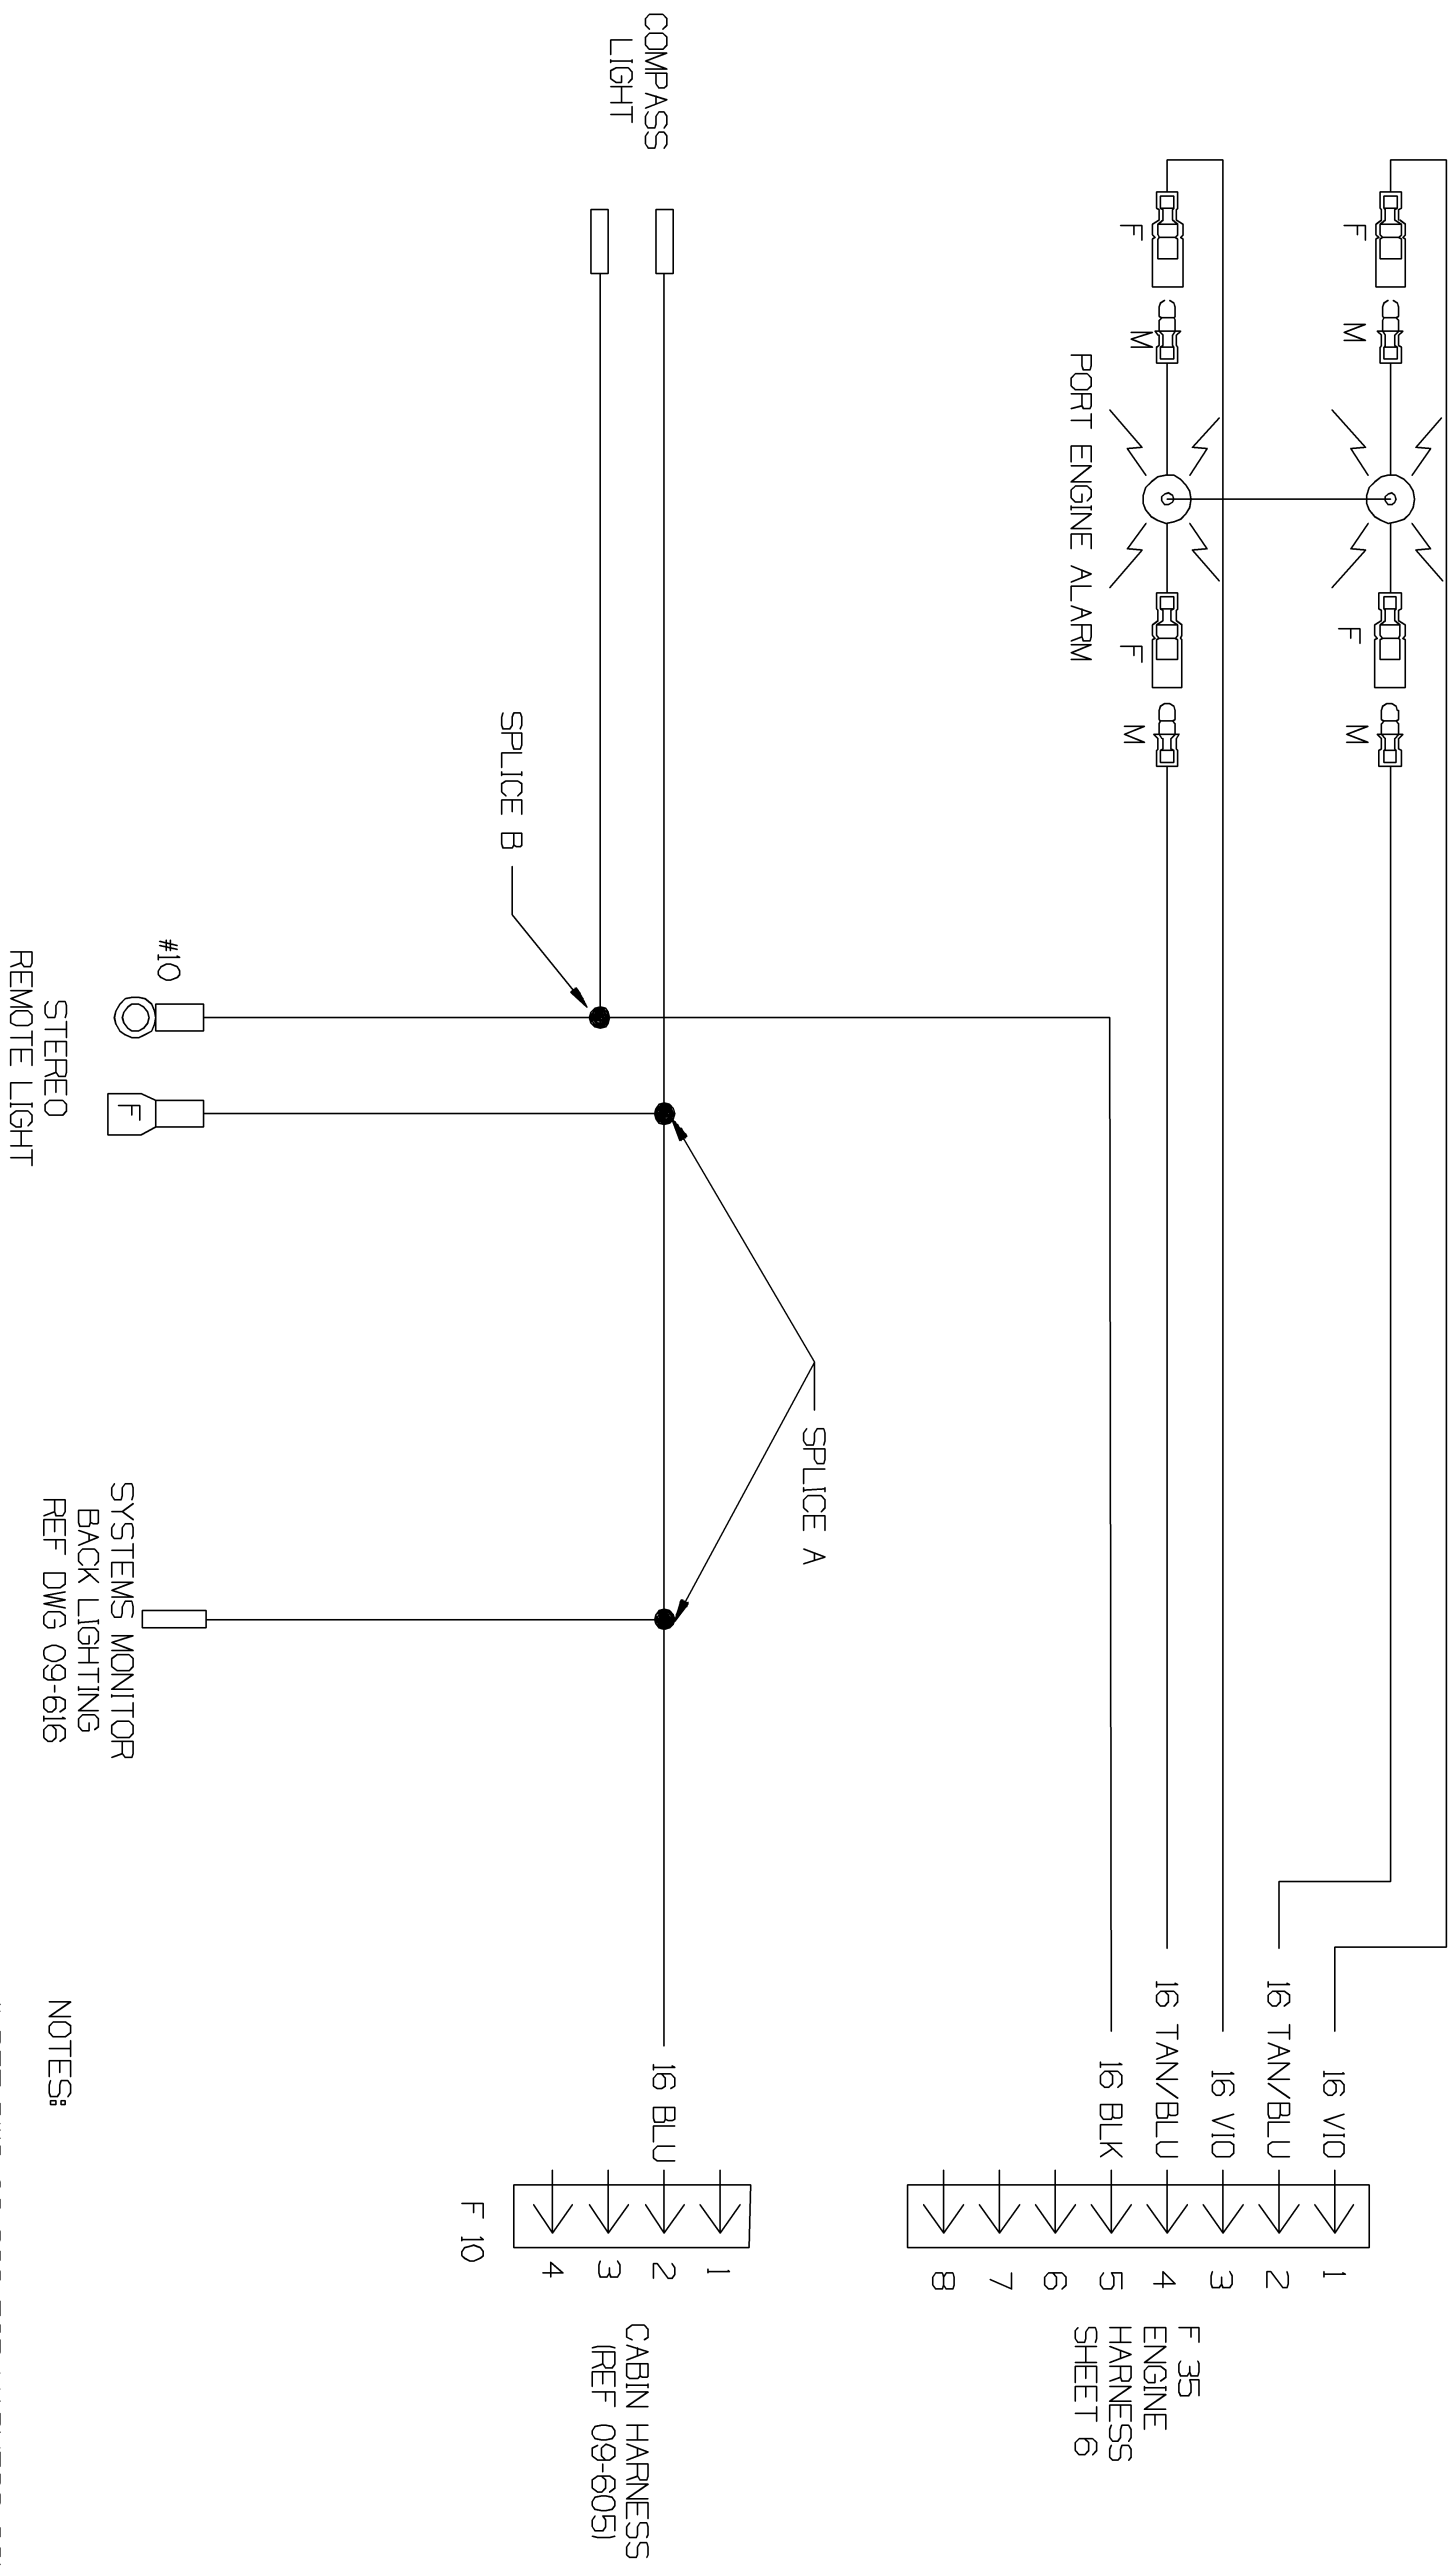 F
M
F
M
F
M
F
M
PORT ENGINE ALARM
16 VIO
16 TAN/BLU
16 VIO
16 TAN/BLU
16 BLK
1
2
3
4
5
6
7
8
F 35
ENGINE
HARNESS
SHEET 6
COMPASS
LIGHT
SPLICE B
SPLICE A
16 BLU
1
2
3
4
F 10
CABIN HARNESS
(REF 09-605)
#10
F
STEREO
REMOTE LIGHT
SYSTEMS MONITOR
BACK LIGHTING
REF DWG 09-616
NOTES: